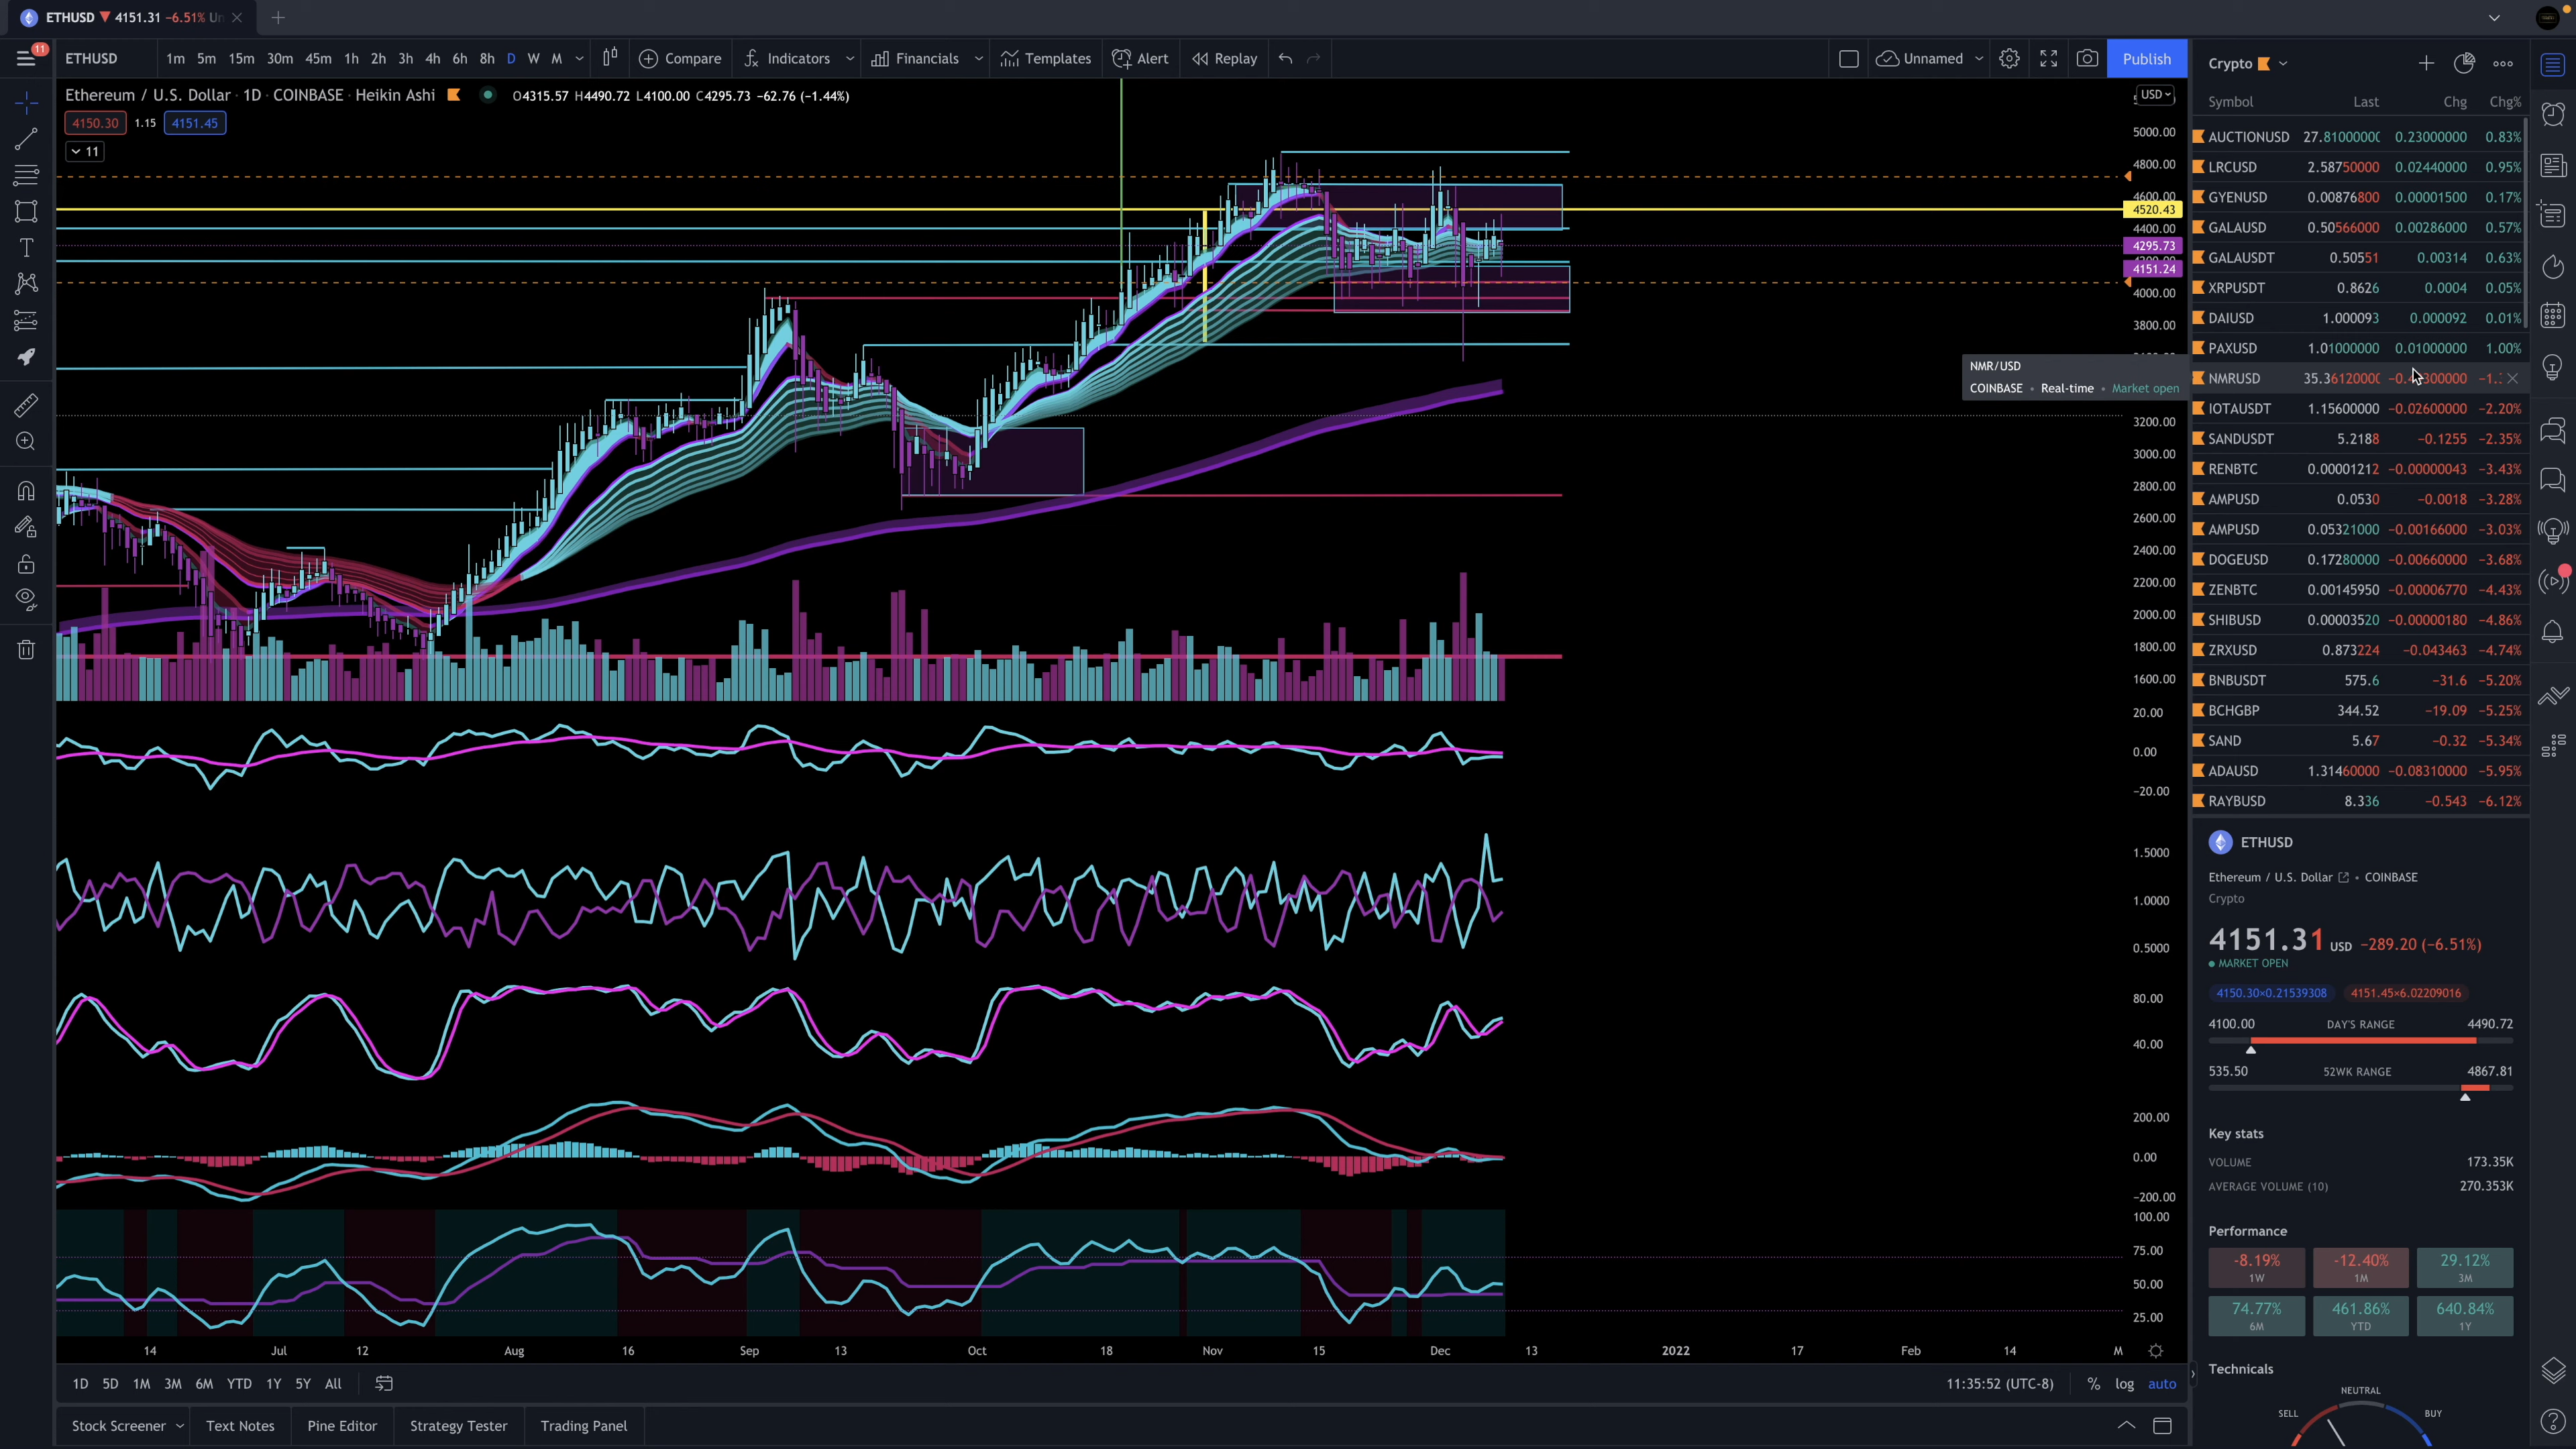 ETHUSD ▼ 4151.31 −6.51% Un
11
ETHUSD 1m 5m 15m 30m 45m 1h 2h 3h 4h 6h 8h D W M Compare Indicators Financials Templates Alert Replay Unnamed Publish
Ethereum / U.S. Dollar · 1D · COINBASE · Heikin Ashi O4315.57 H4490.72 L4100.00 C4295.73 −62.76 (−1.44%)
4150.30 1.15 4151.45
11
USD
5000.00
4800.00
4600.00
4520.43
4400.00
4295.73
4151.24
4000.00
3800.00
3200.00
3000.00
2800.00
2600.00
2400.00
2200.00
2000.00
1800.00
1600.00
20.00
0.00
−20.00
1.5000
1.0000
0.5000
80.00
40.00
200.00
0.00
−200.00
100.00
75.00
50.00
25.00
14 Jul 12 Aug 16 Sep 13 Oct 18 Nov 15 Dec 13 2022 17 Feb 14 M
1D 5D 1M 3M 6M YTD 1Y 5Y All 11:35:52 (UTC-8) % log auto
Stock Screener Text Notes Pine Editor Strategy Tester Trading Panel
NMR/USD
COINBASE • Real-time • Market open
Crypto
Symbol Last Chg Chg%
AUCTIONUSD 27.8100000 0.23000000 0.83%
LRCUSD 2.58750000 0.02440000 0.95%
GYENUSD 0.00876800 0.00001500 0.17%
GALAUSD 0.50566000 0.00286000 0.57%
GALAUSDT 0.50551 0.00314 0.63%
XRPUSDT 0.8626 0.0004 0.05%
DAIUSD 1.000093 0.000092 0.01%
PAXUSD 1.01000000 0.01000000 1.00%
NMRUSD 35.3612000 −0. 300000 −1.
IOTAUSDT 1.15600000 −0.02600000 −2.20%
SANDUSDT 5.2188 −0.1255 −2.35%
RENBTC 0.00001212 −0.00000043 −3.43%
AMPUSD 0.0530 −0.0018 −3.28%
AMPUSD 0.05321000 −0.00166000 −3.03%
DOGEUSD 0.17280000 −0.00660000 −3.68%
ZENBTC 0.00145950 −0.00006770 −4.43%
SHIBUSD 0.00003520 −0.00000180 −4.86%
ZRXUSD 0.873224 −0.043463 −4.74%
BNBUSDT 575.6 −31.6 −5.20%
BCHGBP 344.52 −19.09 −5.25%
SAND 5.67 −0.32 −5.34%
ADAUSD 1.31460000 −0.08310000 −5.95%
RAYBUSD 8.336 −0.543 −6.12%
ETHUSD
Ethereum / U.S. Dollar • COINBASE
Crypto
4151.31 USD −289.20 (−6.51%)
MARKET OPEN
4150.30×0.21539308 4151.45×6.02209016
4100.00 DAY'S RANGE 4490.72
535.50 52WK RANGE 4867.81
Key stats
VOLUME 173.35K
AVERAGE VOLUME (10) 270.353K
Performance
-8.19% -12.40% 29.12%
1W 1M 3M
74.77% 461.86% 640.84%
6M YTD 1Y
Technicals
NEUTRAL
SELL BUY